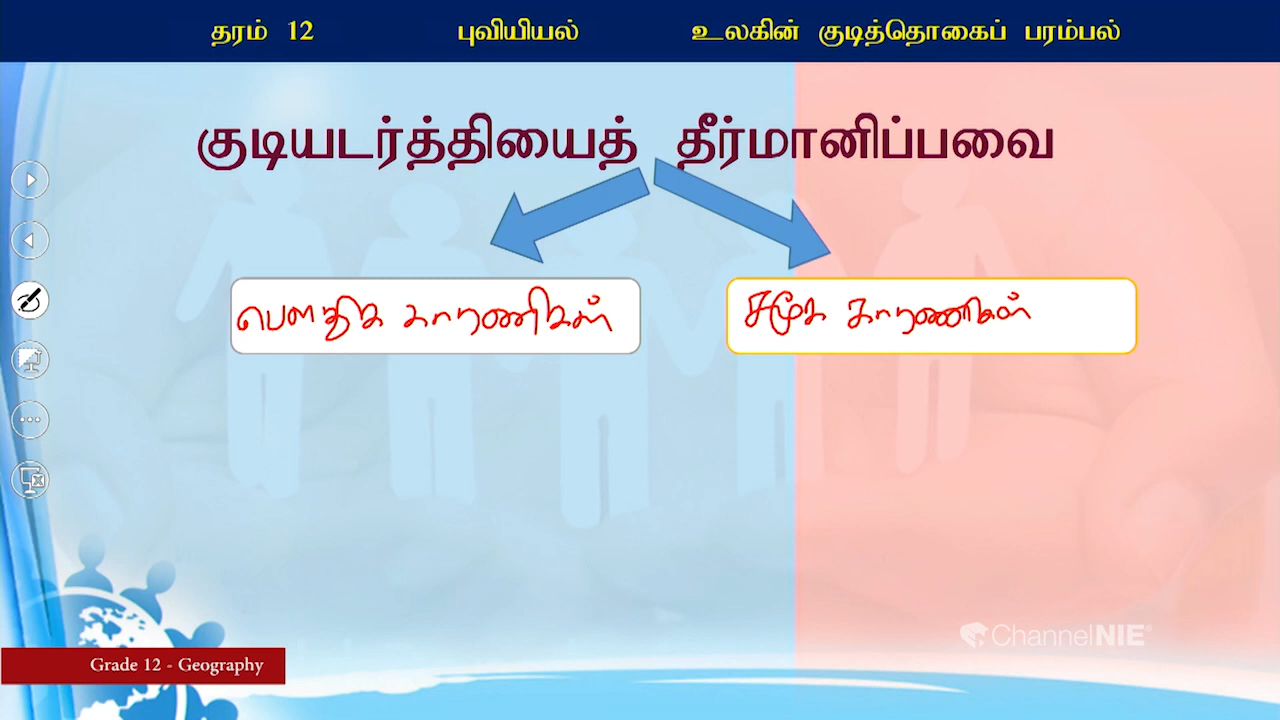 தரம் 12 புவியியல் உலகின் குடித்தொகைப் பரம்பல்
குடியடர்த்தியைத் தீர்மானிப்பவை
பௌதிக காரணிகள் சமூக காரணிகள்
ChannelNIE
Grade 12 - Geography